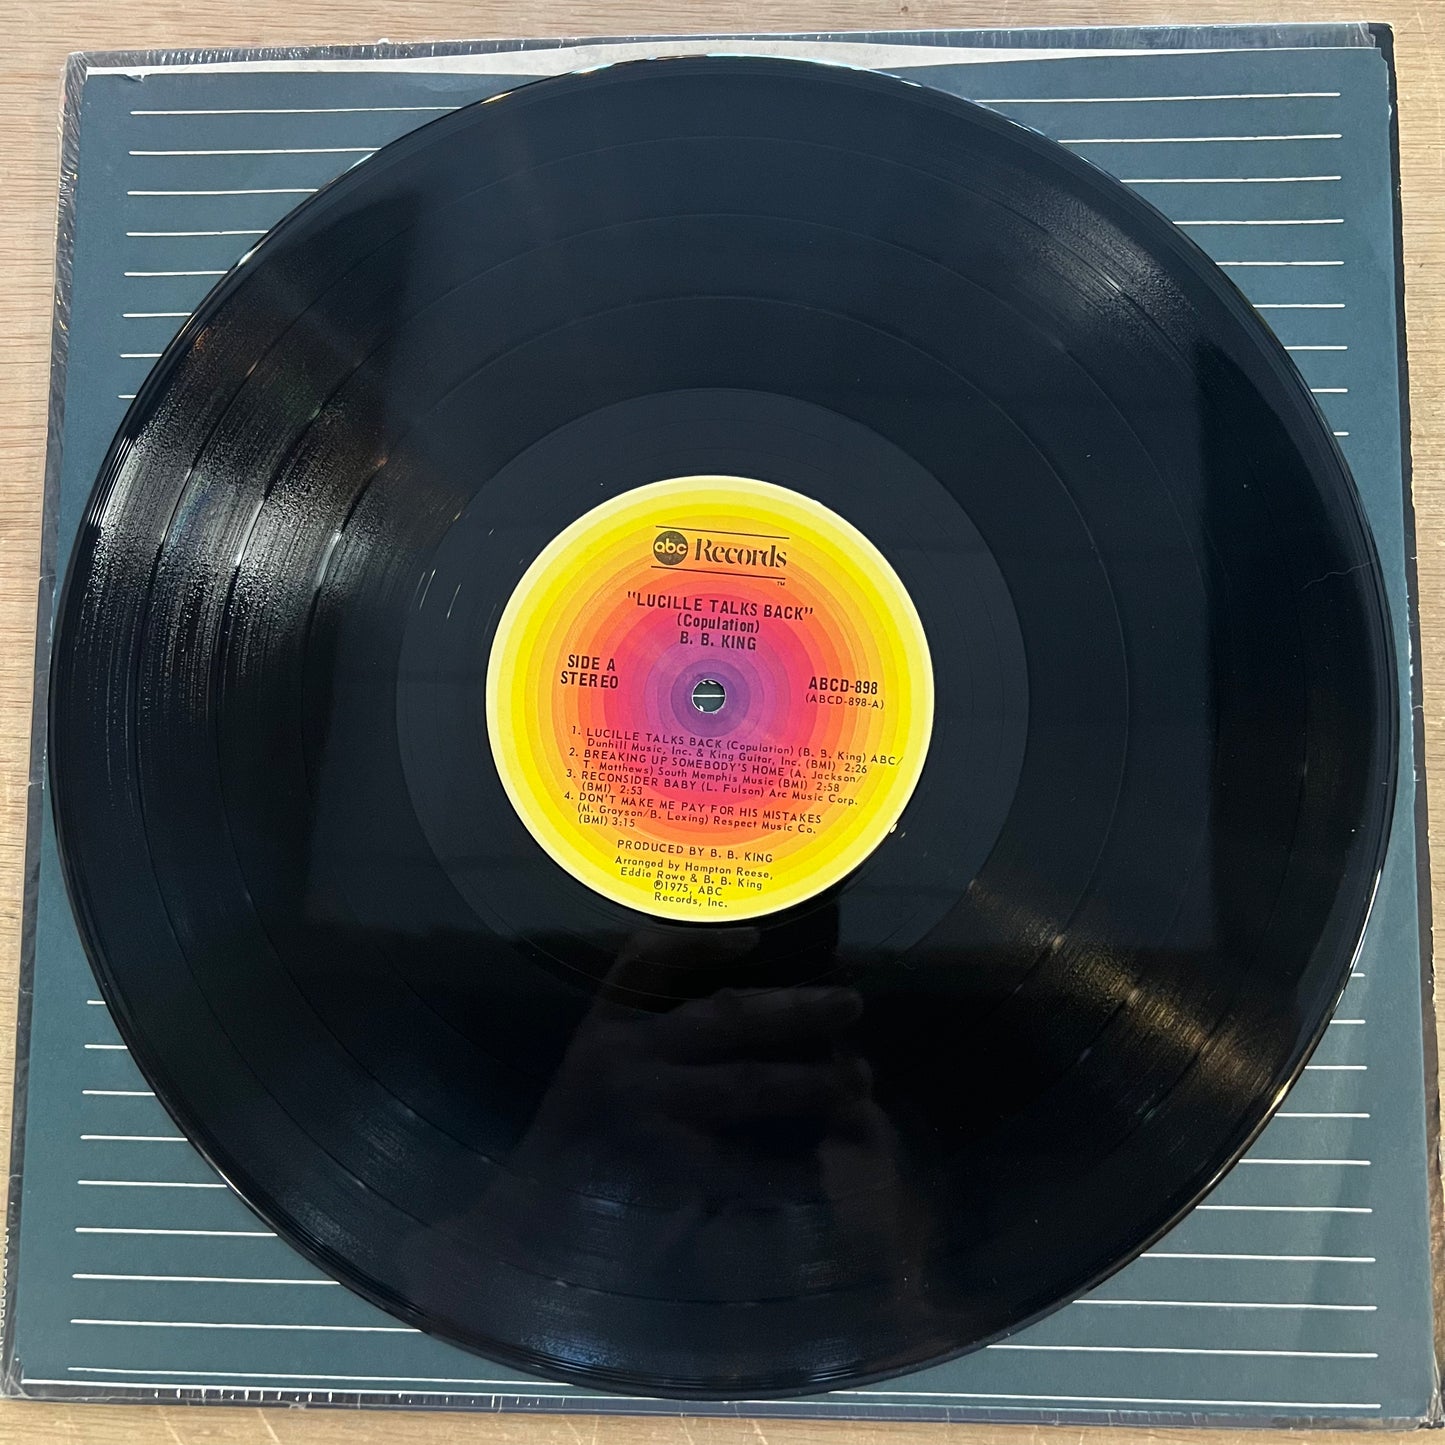 abc Records
TM
"LUCILLE TALKS BACK"
(Copulation)
B. B. KING
SIDE A
STEREO
ABCD-898
(ABCD-898-A)
1. LUCILLE TALKS BACK (Copulation) (B. B. King) ABC/
Dunhill Music, Inc. & King Guitar, Inc. (BMI) 2:26
2. BREAKING UP SOMEBODY'S HOME (A. Jackson/
T. Matthews) South Memphis Music (BMI) 2:58
3. RECONSIDER BABY (L. Fulson) Arc Music Corp.
(BMI) 2:53
4. DON'T MAKE ME PAY FOR HIS MISTAKES
(M. Grayson/B. Lexing) Respect Music Co.
(BMI) 3:15
PRODUCED BY B. B. KING
Arranged by Hampton Reese,
Eddie Rowe & B. B. King
℗1975, ABC
Records, Inc.